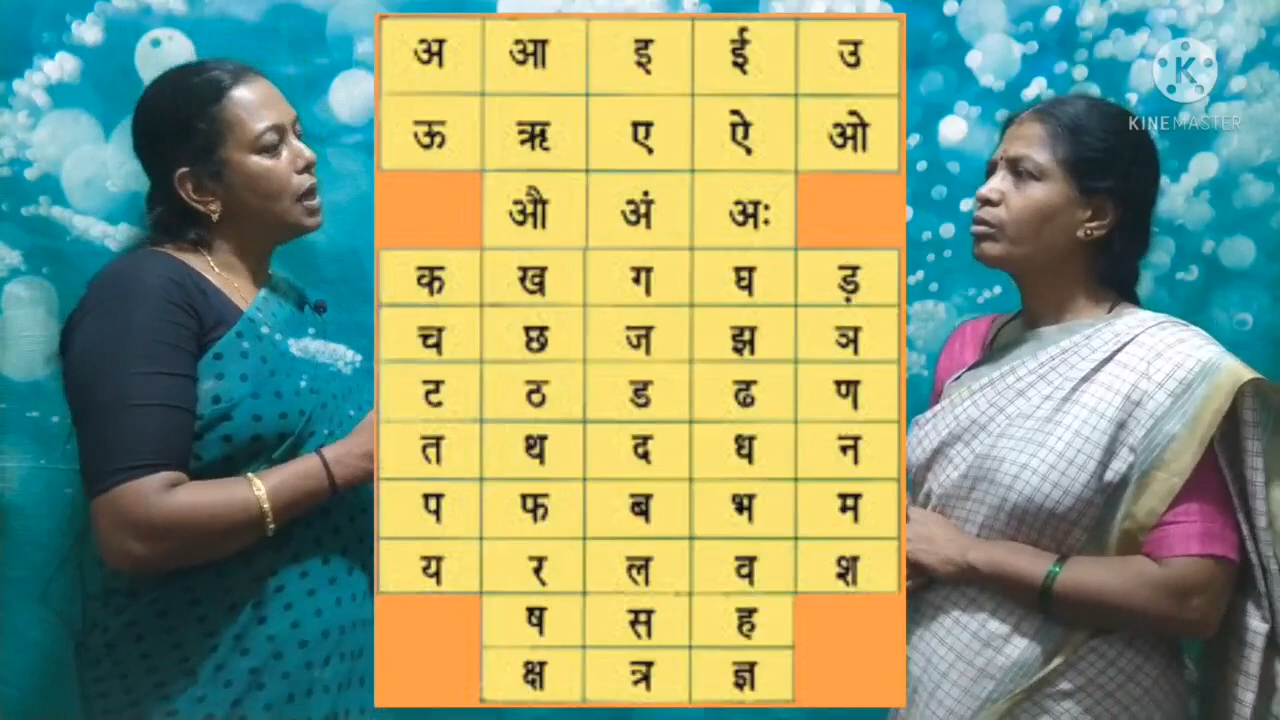 अ आ इ ई उ
ऊ ऋ ए ऐ ओ
औ अं अः
क ख ग घ ड़
च छ ज झ ञ
ट ठ ड ढ ण
त थ द ध न
प फ ब भ म
य र ल व श
ष स ह
क्ष त्र ज्ञ
K
KINEMASTER